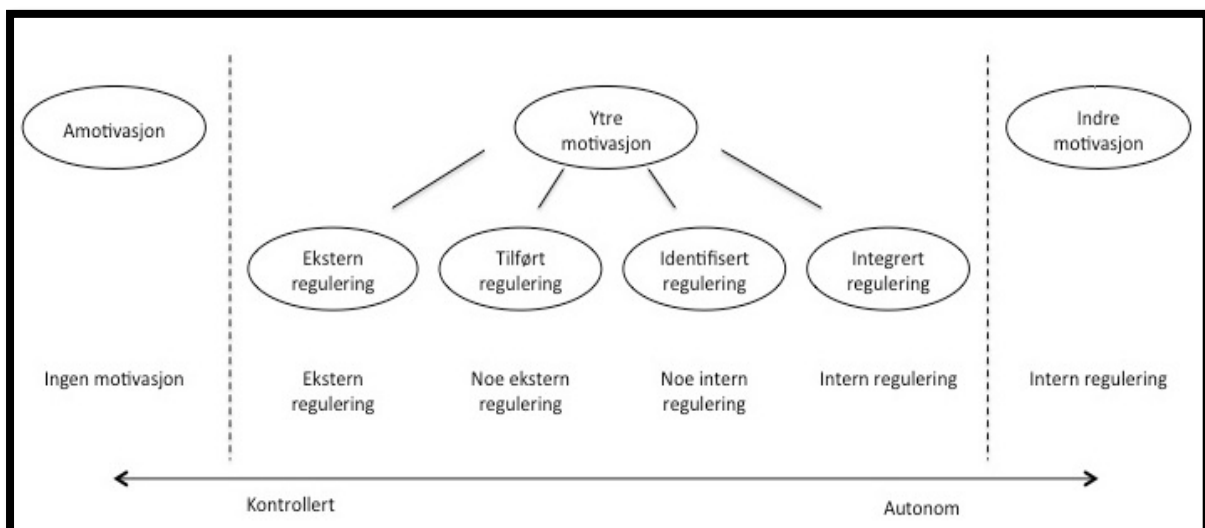 Amotivasjon
Ytre
motivasjon
Indre
motivasjon
Ekstern
regulering
Tilført
regulering
Identifisert
regulering
Integrert
regulering
Ingen motivasjon
Ekstern
regulering
Noe ekstern
regulering
Noe intern
regulering
Intern regulering
Intern regulering
Kontrollert
Autonom